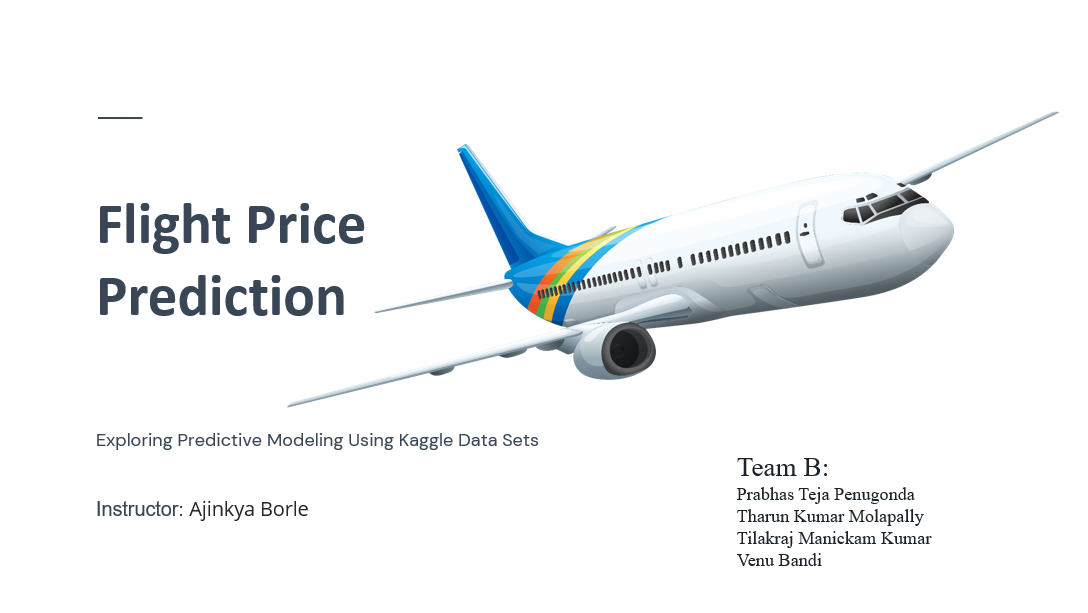 Flight Price
Prediction
Exploring Predictive Modeling Using Kaggle Data Sets
Instructor: Ajinkya Borle
Team B:
Prabhas Teja Penugonda
Tharun Kumar Molapally
Tilakraj Manickam Kumar
Venu Bandi